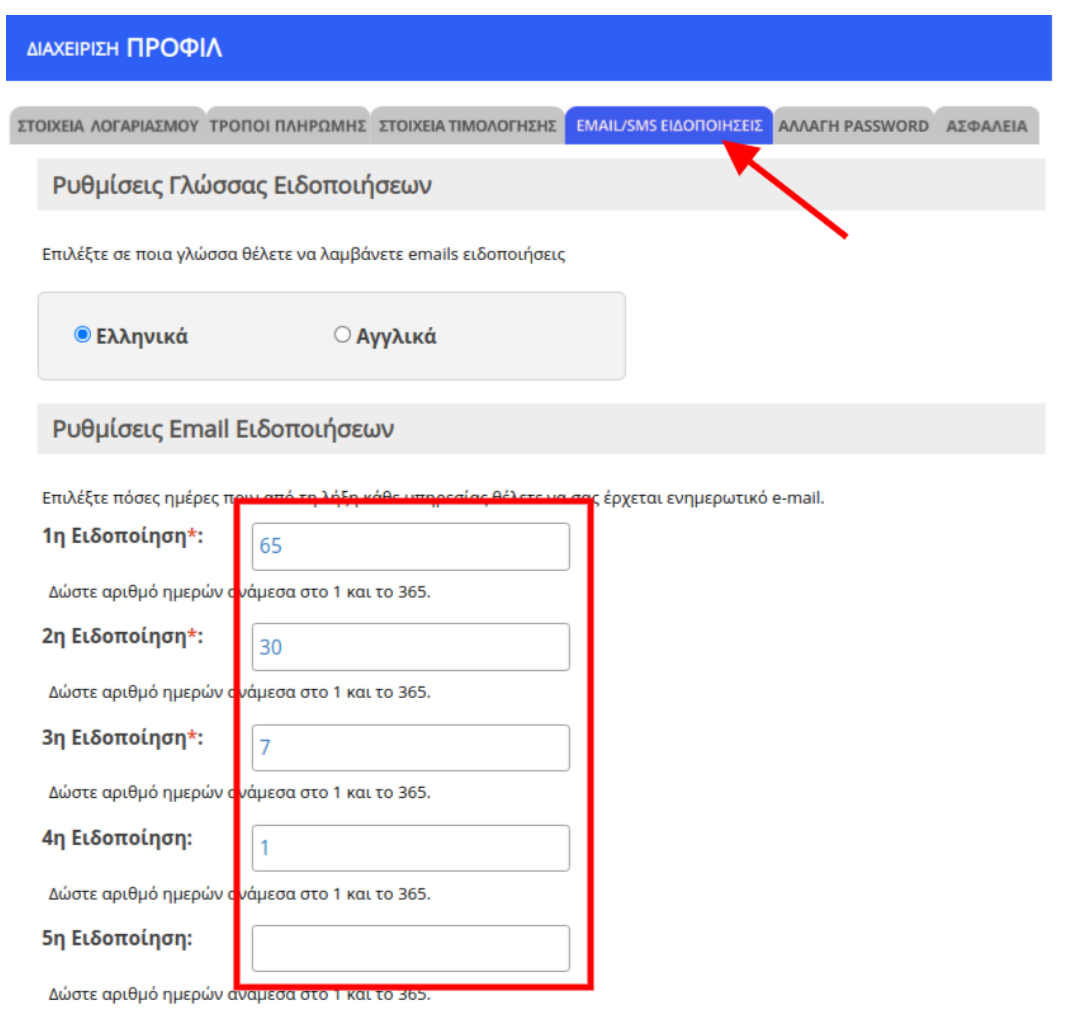 ΔΙΑΧΕΙΡΙΣΗ ΠΡΟΦΙΛ
ΣΤΟΙΧΕΙΑ ΛΟΓΑΡΙΑΣΜΟΥ ΤΡΟΠΟΙ ΠΛΗΡΩΜΗΣ ΣΤΟΙΧΕΙΑ ΤΙΜΟΛΟΓΗΣΗΣ EMAIL/SMS ΕΙΔΟΠΟΙΗΣΕΙΣ ΑΛΛΑΓΗ PASSWORD ΑΣΦΑΛΕΙΑ
Ρυθμίσεις Γλώσσας Ειδοποιήσεων
Επιλέξτε σε ποια γλώσσα θέλετε να λαμβάνετε emails ειδοποιήσεις
Ελληνικά Αγγλικά
Ρυθμίσεις Email Ειδοποιήσεων
Επιλέξτε πόσες ημέρες πριν από τη λήξη κάθε υπηρεσίας θέλετε να σας έρχεται ενημερωτικό e-mail.
1η Ειδοποίηση*: 65
Δώστε αριθμό ημερών ανάμεσα στο 1 και το 365.
2η Ειδοποίηση*: 30
Δώστε αριθμό ημερών ανάμεσα στο 1 και το 365.
3η Ειδοποίηση*: 7
Δώστε αριθμό ημερών ανάμεσα στο 1 και το 365.
4η Ειδοποίηση: 1
Δώστε αριθμό ημερών ανάμεσα στο 1 και το 365.
5η Ειδοποίηση:
Δώστε αριθμό ημερών ανάμεσα στο 1 και το 365.